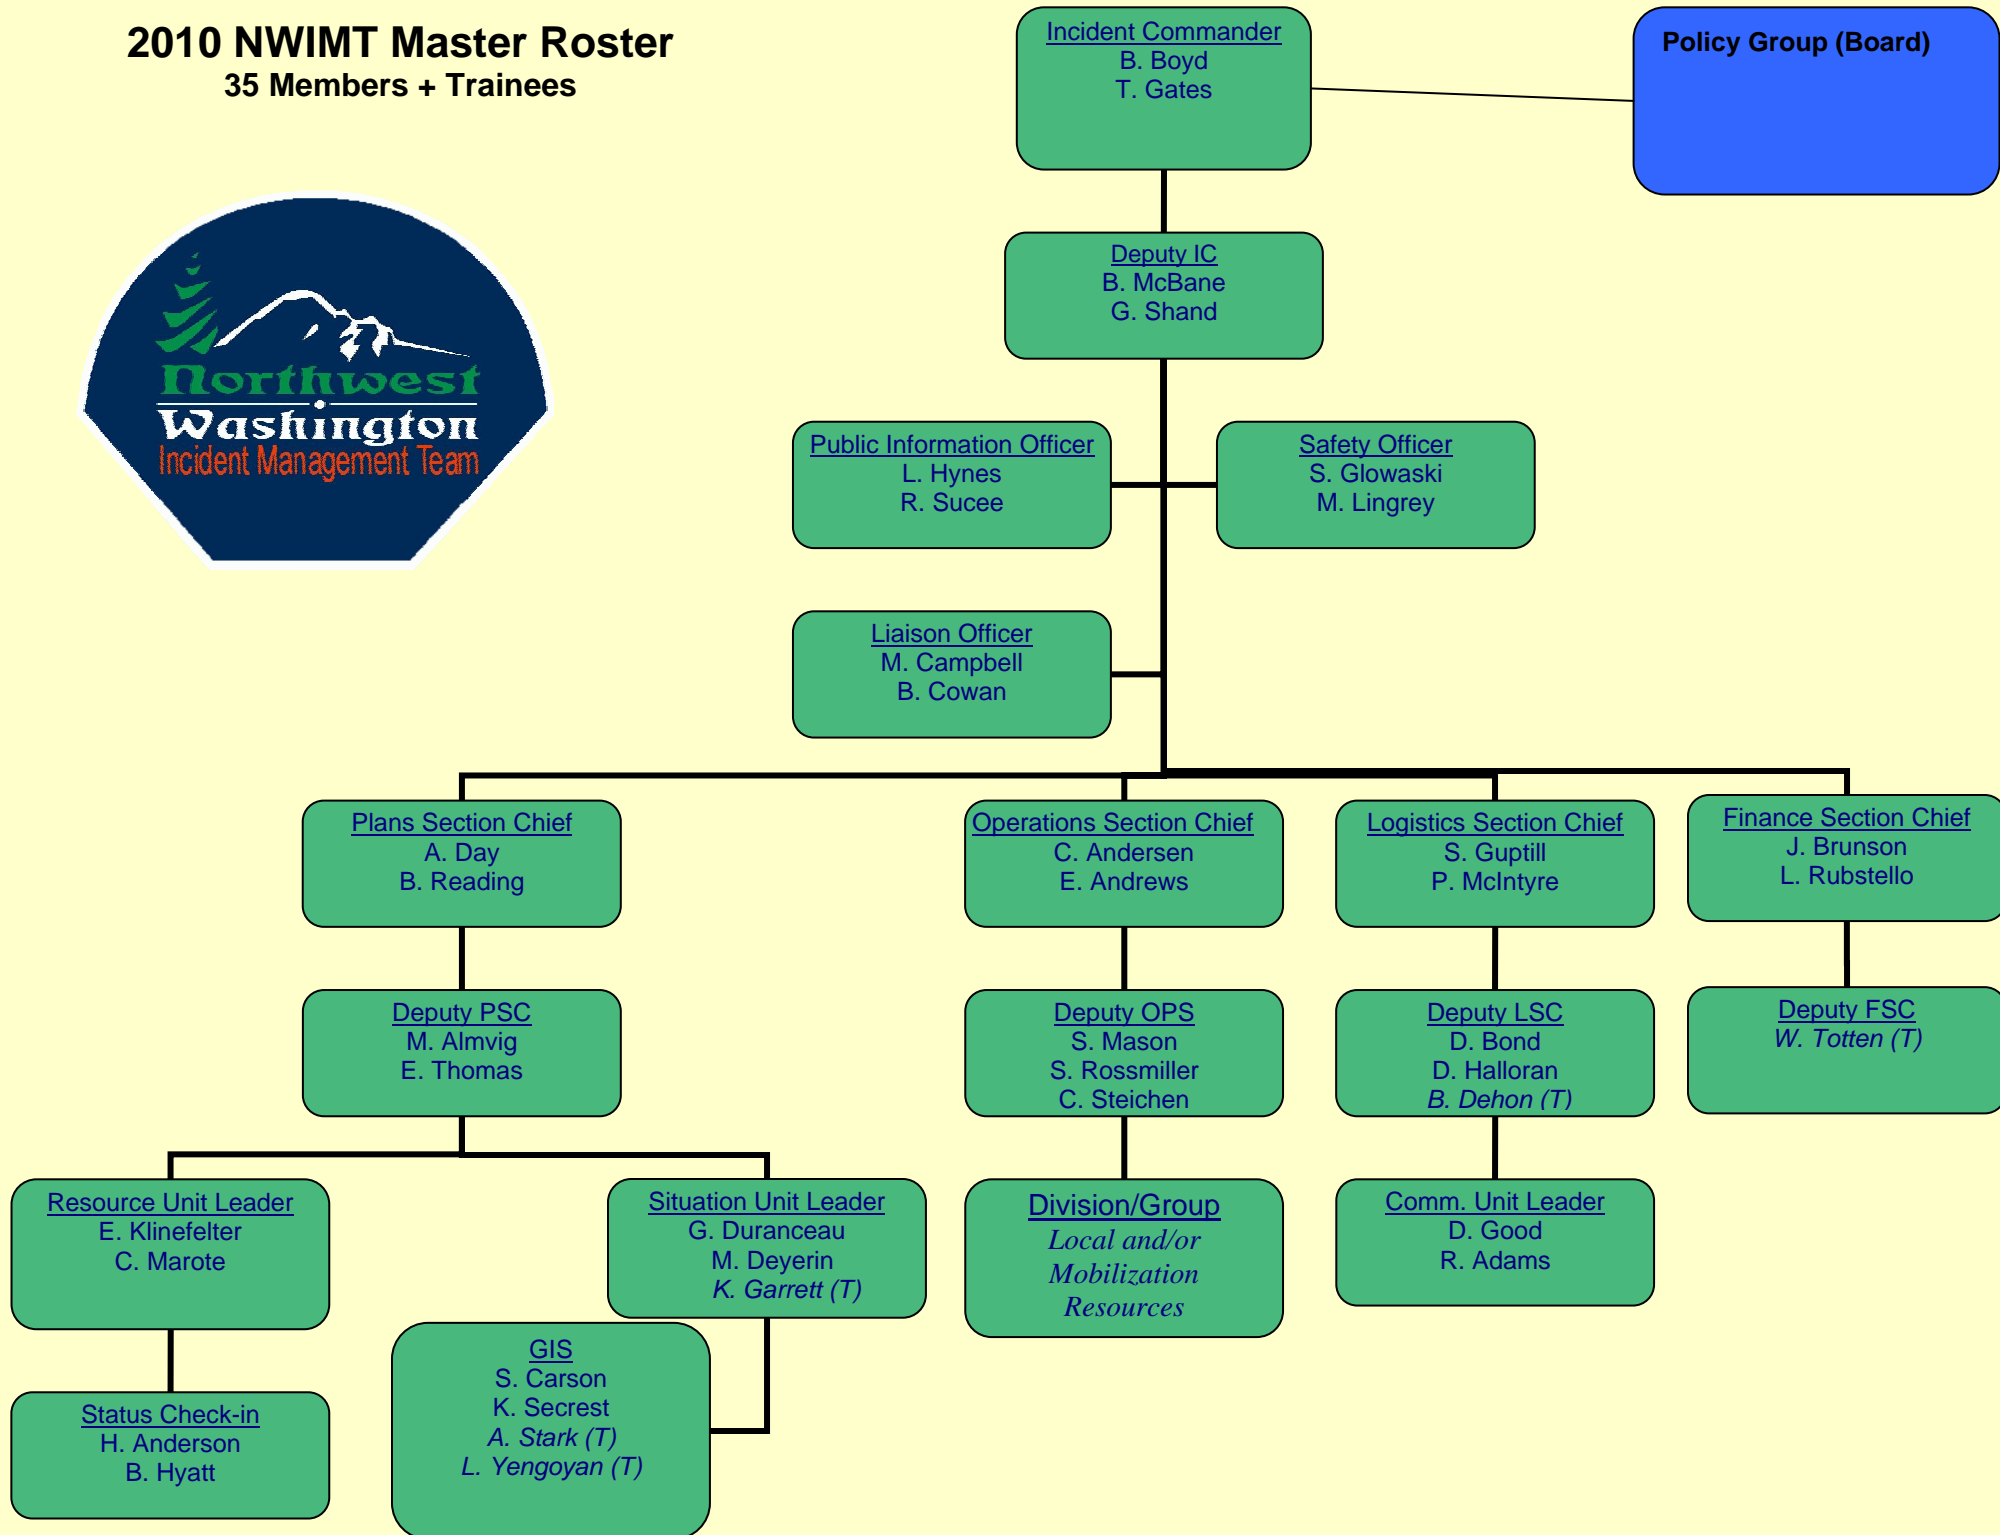 2010 NWIMT Master Roster
35 Members + Trainees
Incident Commander
B. Boyd
T. Gates
Policy Group (Board)
Northwest
Washington
Incident Management Team
Deputy IC
B. McBane
G. Shand
Public Information Officer
L. Hynes
R. Sucee
Safety Officer
S. Glowaski
M. Lingrey
Liaison Officer
M. Campbell
B. Cowan
Plans Section Chief
A. Day
B. Reading
Operations Section Chief
C. Andersen
E. Andrews
Logistics Section Chief
S. Guptill
P. McIntyre
Finance Section Chief
J. Brunson
L. Rubstello
Deputy PSC
M. Almvig
E. Thomas
Deputy OPS
S. Mason
S. Rossmiller
C. Steichen
Deputy LSC
D. Bond
D. Halloran
B. Dehon (T)
Deputy FSC
W. Totten (T)
Resource Unit Leader
E. Klinefelter
C. Marote
Situation Unit Leader
G. Duranceau
M. Deyerin
K. Garrett (T)
Division/Group
Local and/or
Mobilization
Resources
Comm. Unit Leader
D. Good
R. Adams
GIS
S. Carson
K. Secrest
A. Stark (T)
L. Yengoyan (T)
Status Check-in
H. Anderson
B. Hyatt